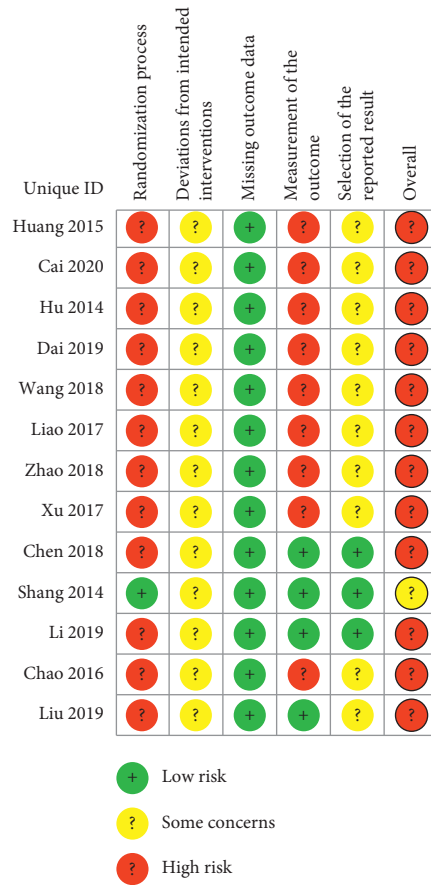 Unique ID
Randomization process
Deviations from intended
interventions
Missing outcome data
Measurement of the
outcome
Selection of the
reported result
Overall
Huang 2015 ? ? + ? ? ?
Cai 2020 ? ? + ? ? ?
Hu 2014 ? ? + ? ? ?
Dai 2019 ? ? + ? ? ?
Wang 2018 ? ? + ? ? ?
Liao 2017 ? ? + ? ? ?
Zhao 2018 ? ? + ? ? ?
Xu 2017 ? ? + ? ? ?
Chen 2018 ? ? + + + ?
Shang 2014 + ? + + + ?
Li 2019 ? ? + + + ?
Chao 2016 ? ? + ? ? ?
Liu 2019 ? ? + + ? ?
+ Low risk
? Some concerns
? High risk